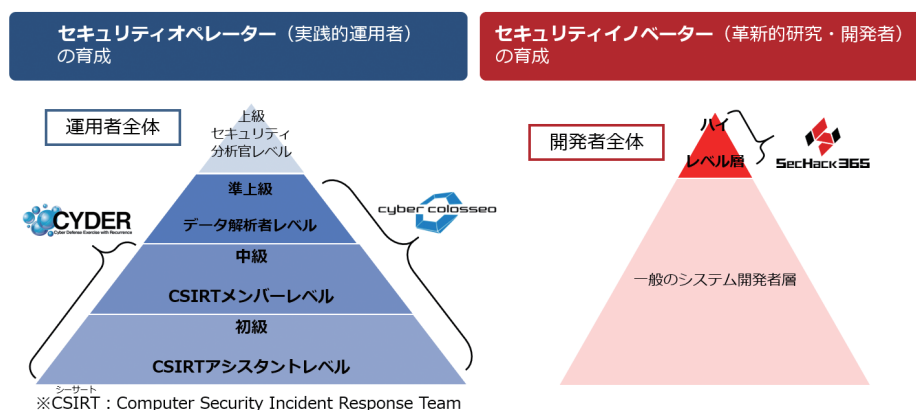 セキュリティオペレーター（実践的運用者）
の育成
セキュリティイノベーター（革新的研究・開発者）
の育成
運用者全体
上級
セキュリティ
分析官レベル
準上級
データ解析者レベル
中級
CSIRTメンバーレベル
初級
CSIRTアシスタントレベル
CYDER
Cyber Defense Exercise with Recurrence
cyber colosseo
開発者全体
ハイ
レベル層
SecHack365
一般のシステム開発者層
シーサート
※CSIRT：Computer Security Incident Response Team